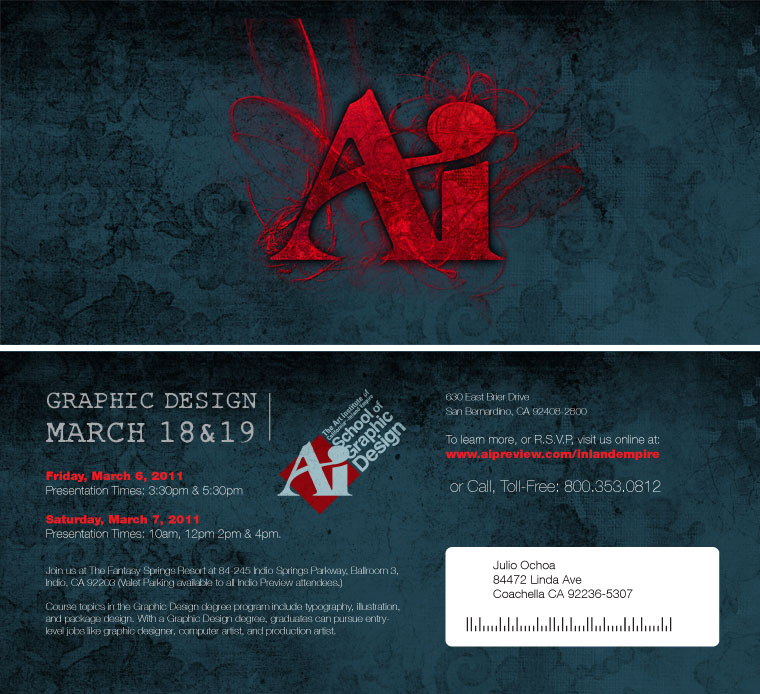 Ai
GRAPHIC DESIGN
MARCH 18&19
The Art Institute of
California · Inland Empire
School of
Graphic
Design
Ai
Friday, March 6, 2011
Presentation Times: 3:30pm & 5:30pm
Saturday, March 7, 2011
Presentation Times: 10am, 12pm 2pm & 4pm.
Join us at The Fantasy Springs Resort at 84-245 Indio Springs Parkway, Ballroom 3,
Indio, CA 92203 (Valet Parking available to all Indio Preview attendees.)
Course topics in the Graphic Design degree program include typography, illustration,
and package design. With a Graphic Design degree, graduates can pursue entry-
level jobs like graphic designer, computer artist, and production artist.
630 East Brier Drive
San Bernardino, CA 92408-2800
To learn more, or R.S.V.P, visit us online at:
www.aipreview.com/inlandempire
or Call, Toll-Free: 800.353.0812
Julio Ochoa
84472 Linda Ave
Coachella CA 92236-5307